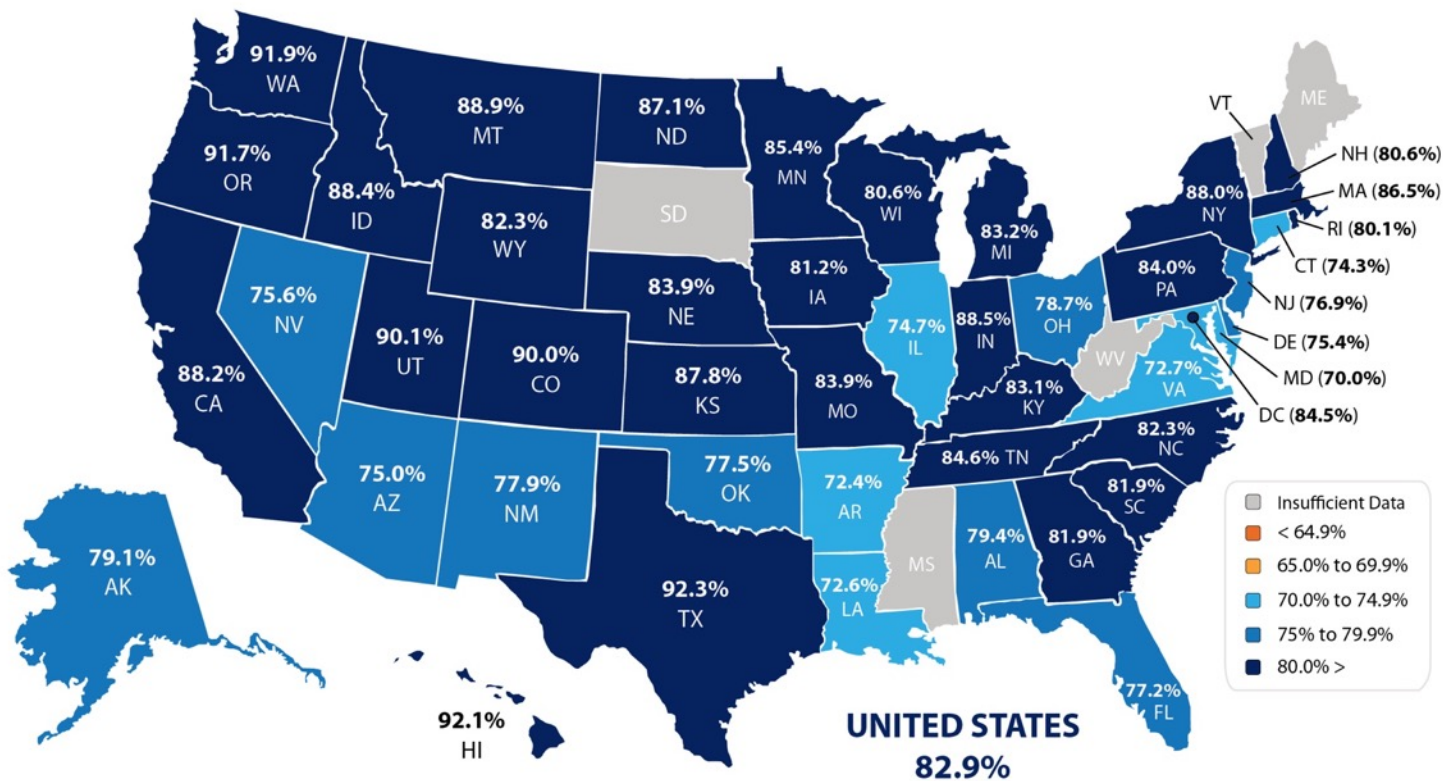 91.9%
WA
88.9%
MT
87.1%
ND
85.4%
MN
91.7%
OR
88.4%
ID
82.3%
WY
SD
80.6%
WI
83.2%
MI
88.0%
NY
VT
ME
NH (80.6%)
MA (86.5%)
RI (80.1%)
CT (74.3%)
NJ (76.9%)
DE (75.4%)
MD (70.0%)
DC (84.5%)
75.6%
NV
90.1%
UT
90.0%
CO
83.9%
NE
81.2%
IA
74.7%
IL
88.5%
IN
78.7%
OH
84.0%
PA
WV
72.7%
VA
88.2%
CA
87.8%
KS
83.9%
MO
83.1%
KY
84.6% TN
82.3%
NC
75.0%
AZ
77.9%
NM
77.5%
OK
72.4%
AR
MS
79.4%
AL
81.9%
GA
81.9%
SC
79.1%
AK
92.3%
TX
72.6%
LA
77.2%
FL
92.1%
HI
Insufficient Data
< 64.9%
65.0% to 69.9%
70.0% to 74.9%
75% to 79.9%
80.0% >
UNITED STATES
82.9%